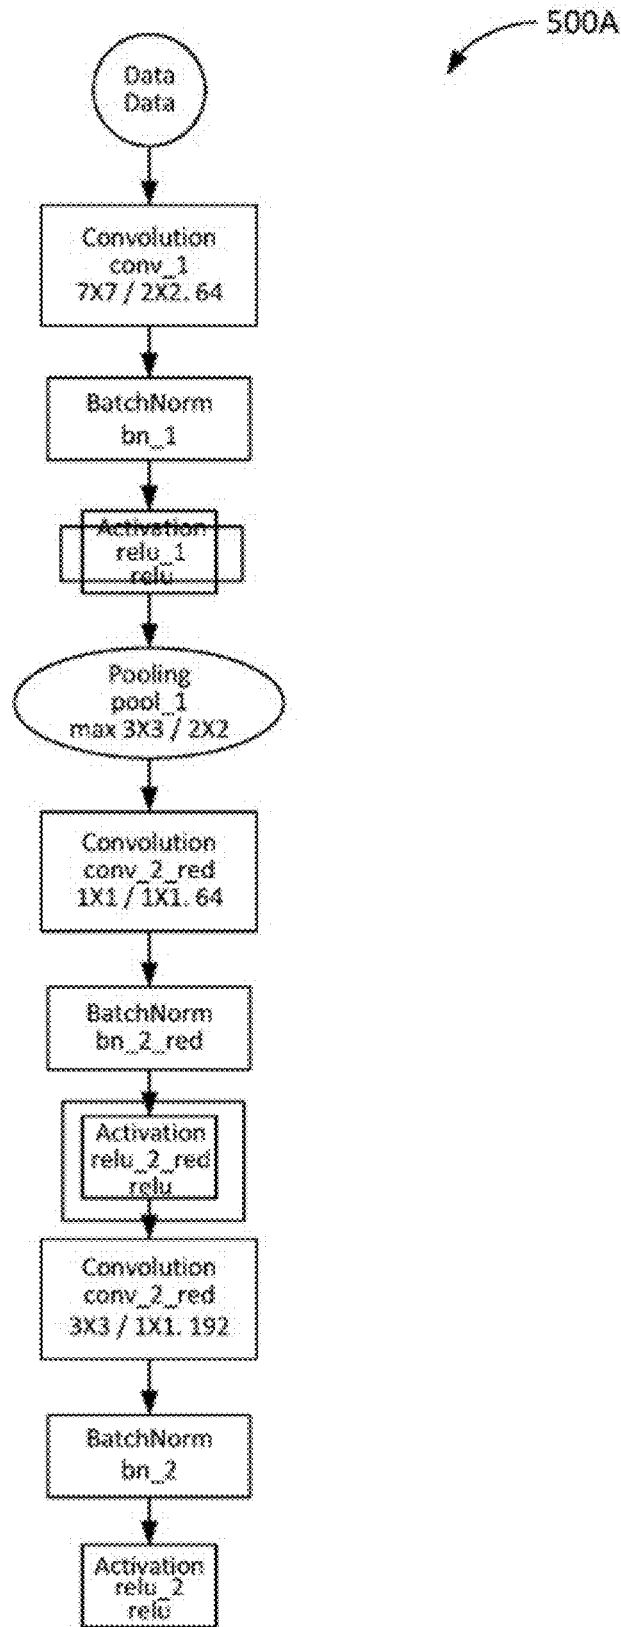 500A
Data
Data
Convolution
conv_1
7X7 / 2X2. 64
BatchNorm
bn_1
Activation
relu_1
relu
Pooling
pool_1
max 3X3 / 2X2
Convolution
conv_2_red
1X1 / 1X1. 64
BatchNorm
bn_2_red
Activation
relu_2_red
relu
Convolution
conv_2_red
3X3 / 1X1. 192
BatchNorm
bn_2
Activation
relu_2
relu